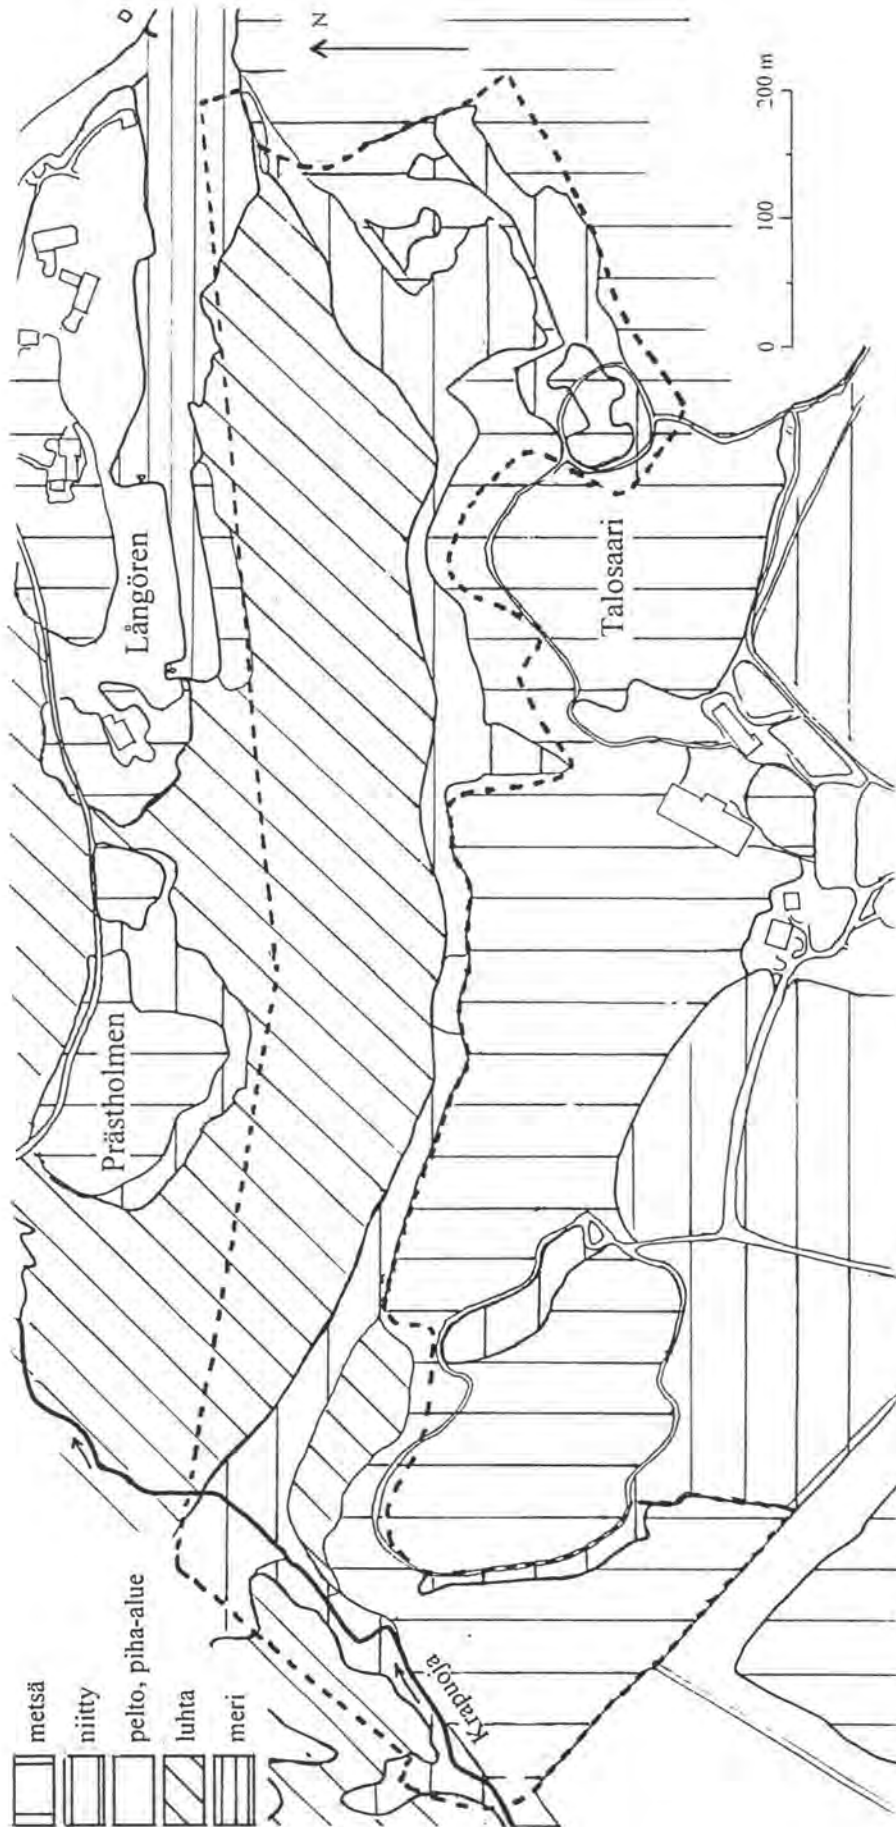 metsä
niitty
pelto, piha-alue
luhta
meri
Prästholmen
Långören
N
Krapuoja
Talosaari
0
100
200 m